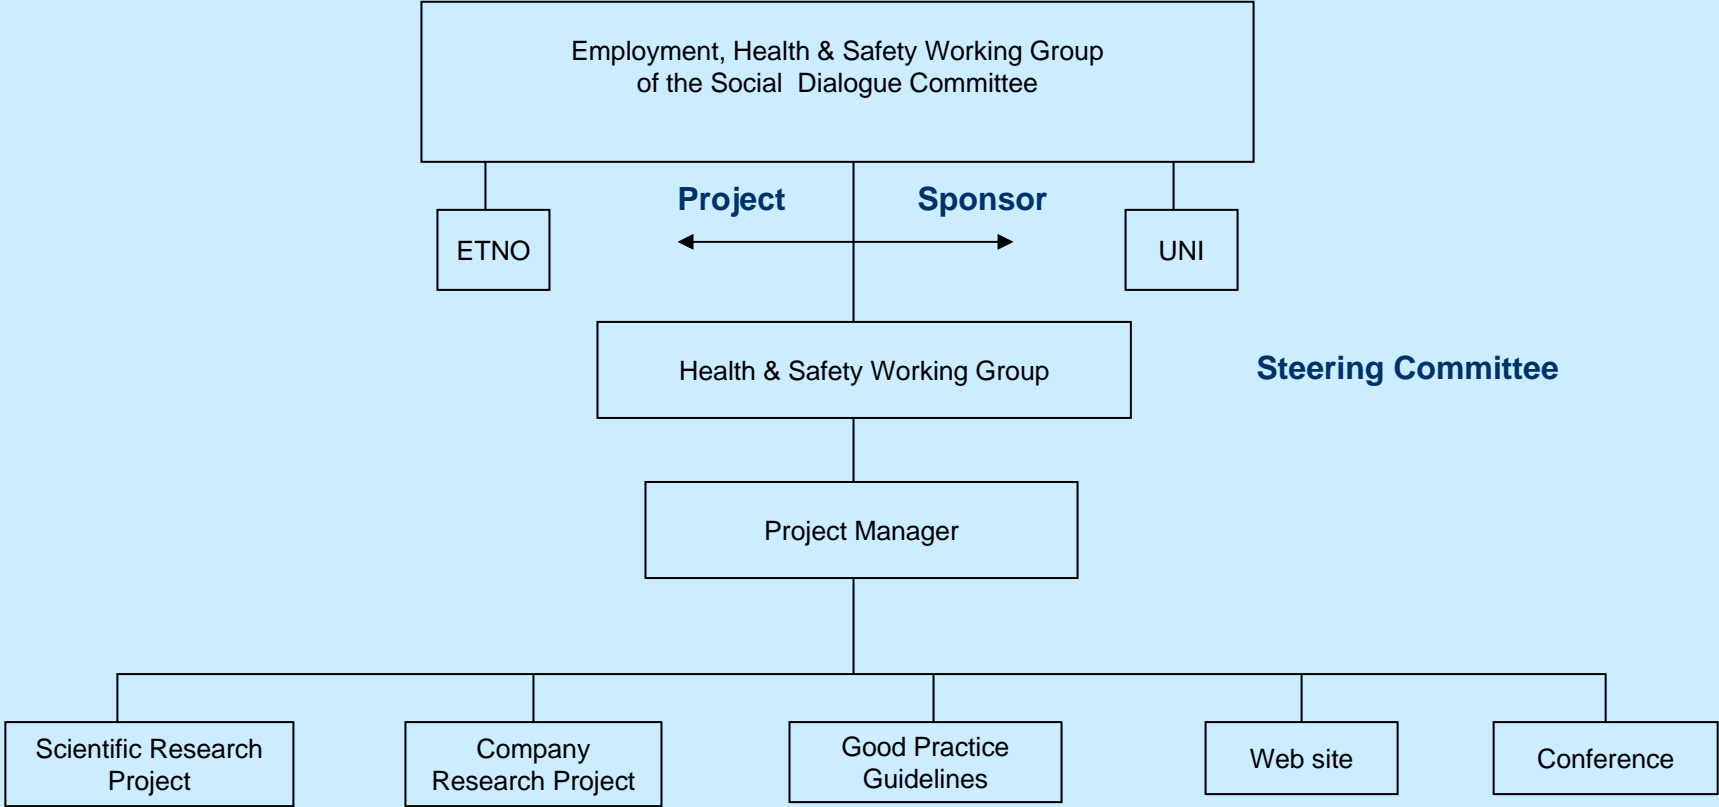 Employment, Health & Safety Working Group
of the Social Dialogue Committee
Project Sponsor
ETNO
UNI
Health & Safety Working Group
Steering Committee
Project Manager
Scientific Research
Project
Company
Research Project
Good Practice
Guidelines
Web site
Conference